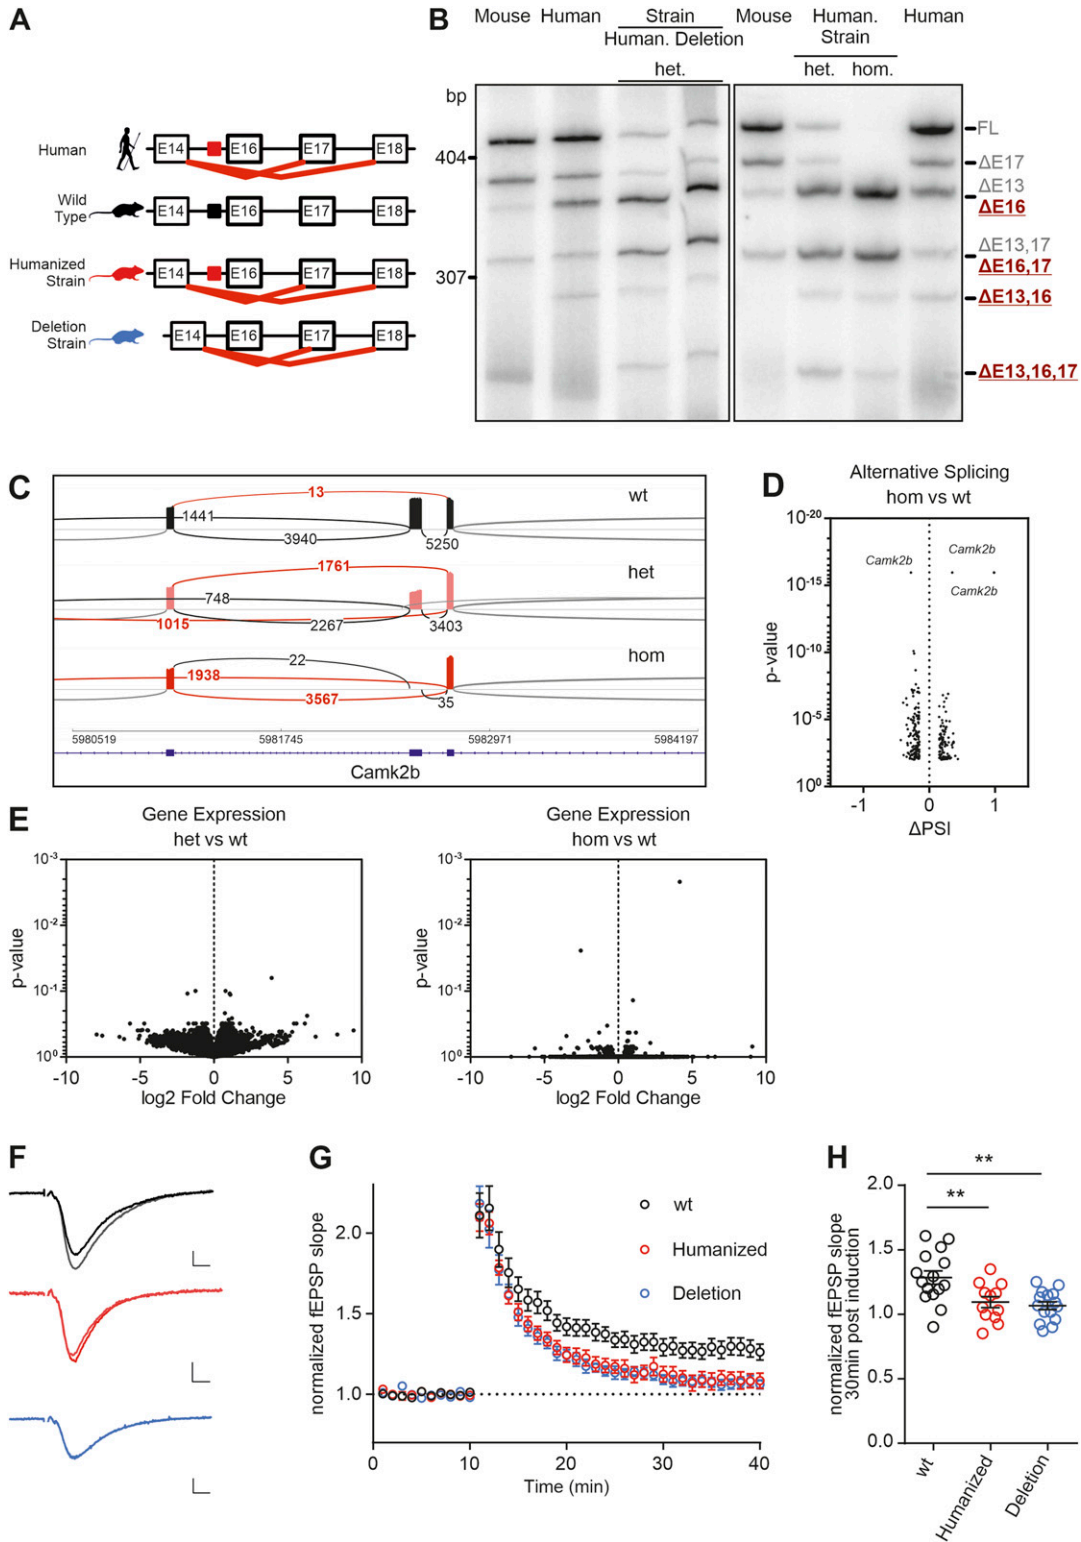 A
Human
E14
E16
E17
E18
Wild
Type
E14
E16
E17
E18
Humanized
Strain
E14
E16
E17
E18
Deletion
Strain
E14
E16
E17
E18
B
Mouse Human Strain Mouse Human. Human
Human. Deletion Strain
het. het. hom.
bp
404
307
FL
ΔE17
ΔE13
ΔE16
ΔE13,17
ΔE16,17
ΔE13,16
ΔE13,16,17
C
wt
13
1441
3940
5250
het
1761
748
1015
2267
3403
hom
22
1938
3567
35
5980519 5981745 5982971 5984197
Camk2b
D
Alternative Splicing
hom vs wt
p-value
10-20
10-15
10-10
10-5
100
Camk2b
Camk2b
Camk2b
-1 0 1
ΔPSI
E
Gene Expression
het vs wt
p-value
10-3
10-2
10-1
100
-10 -5 0 5 10
log2 Fold Change
Gene Expression
hom vs wt
p-value
10-3
10-2
10-1
100
-10 -5 0 5 10
log2 Fold Change
F
G
normalized fEPSP slope
2.0
1.5
1.0
wt
Humanized
Deletion
0 10 20 30 40
Time (min)
H
normalized fEPSP slope
30min post induction
2.0
1.5
1.0
0.5
0.0
**
**
wt
Humanized
Deletion